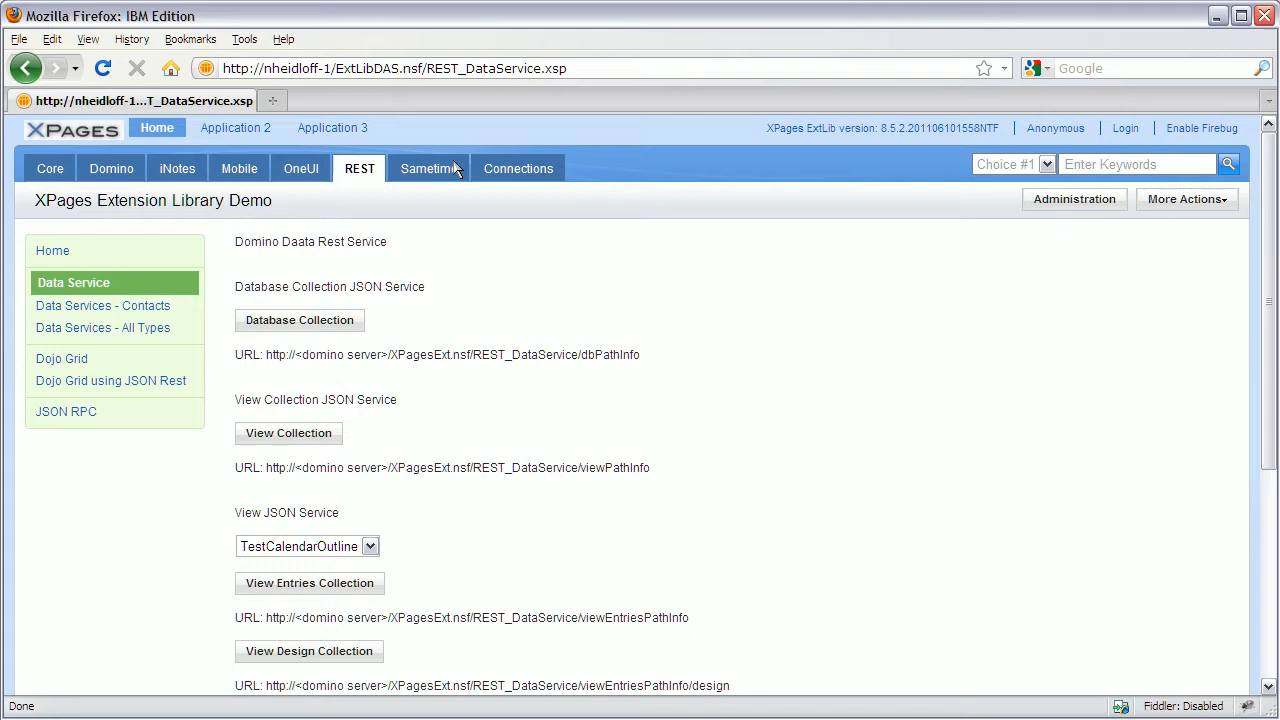 Mozilla Firefox: IBM Edition
File Edit View History Bookmarks Tools Help
http://nheidloff-1/ExtLibDAS.nsf/REST_DataService.xsp
Google
http://nheidloff-1...T_DataService.xsp
XPAGES Home Application 2 Application 3 XPages ExtLib version: 8.5.2.201106101558NTF Anonymous Login Enable Firebug
Core Domino iNotes Mobile OneUI REST Sametime Connections Choice #1 Enter Keywords
XPages Extension Library Demo Administration More Actions
Home
Data Service
Data Services - Contacts
Data Services - All Types
Dojo Grid
Dojo Grid using JSON Rest
JSON RPC
Domino Daata Rest Service
Database Collection JSON Service
Database Collection
URL: http://<domino server>/XPagesExt.nsf/REST_DataService/dbPathInfo
View Collection JSON Service
View Collection
URL: http://<domino server>/XPagesExt.nsf/REST_DataService/viewPathInfo
View JSON Service
TestCalendarOutline
View Entries Collection
URL: http://<domino server>/XPagesExt.nsf/REST_DataService/viewEntriesPathInfo
View Design Collection
URL: http://<domino server>/XPagesExt.nsf/REST_DataService/viewEntriesPathInfo/design
Done Fiddler: Disabled